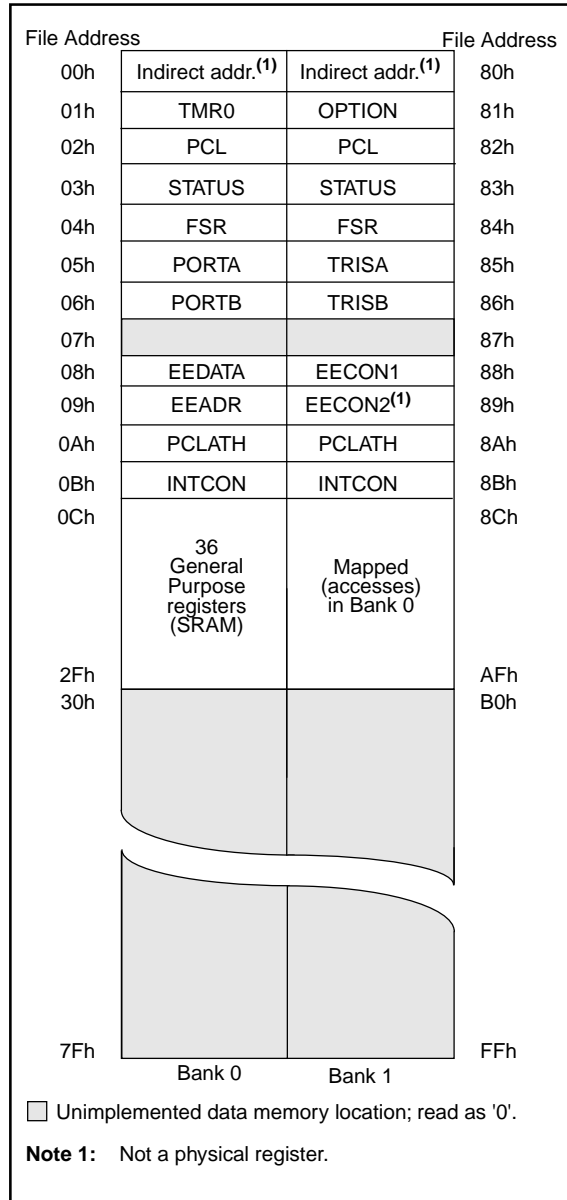 File Address File Address
00h Indirect addr.(1) Indirect addr.(1) 80h
01h TMR0 OPTION 81h
02h PCL PCL 82h
03h STATUS STATUS 83h
04h FSR FSR 84h
05h PORTA TRISA 85h
06h PORTB TRISB 86h
07h 87h
08h EEDATA EECON1 88h
09h EEADR EECON2(1) 89h
0Ah PCLATH PCLATH 8Ah
0Bh INTCON INTCON 8Bh
0Ch 8Ch
36
General
Purpose
registers
(SRAM)
Mapped
(accesses)
in Bank 0
2Fh AFh
30h B0h
7Fh FFh
Bank 0 Bank 1
Unimplemented data memory location; read as '0'.
Note 1: Not a physical register.